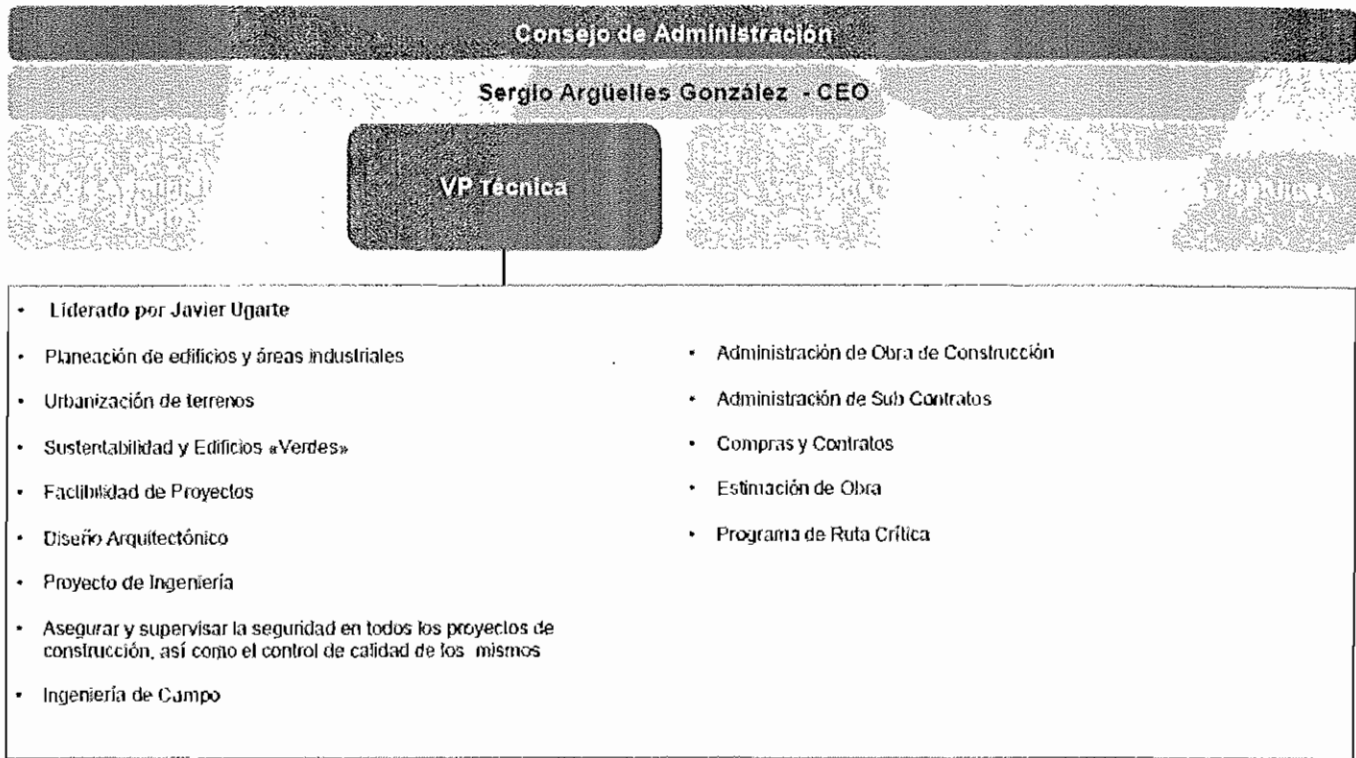 Consejo de Administración
Sergio Argüelles González - CEO
VP Técnica
• Liderado por Javier Ugarte
• Planeación de edificios y áreas industriales
• Urbanización de terrenos
• Sustentabilidad y Edificios «Verdes»
• Factibilidad de Proyectos
• Diseño Arquitectónico
• Proyecto de Ingeniería
• Asegurar y supervisar la seguridad en todos los proyectos de
construcción, así como el control de calidad de los mismos
• Ingeniería de Campo
• Administración de Obra de Construcción
• Administración de Sub Contratos
• Compras y Contratos
• Estimación de Obra
• Programa de Ruta Crítica